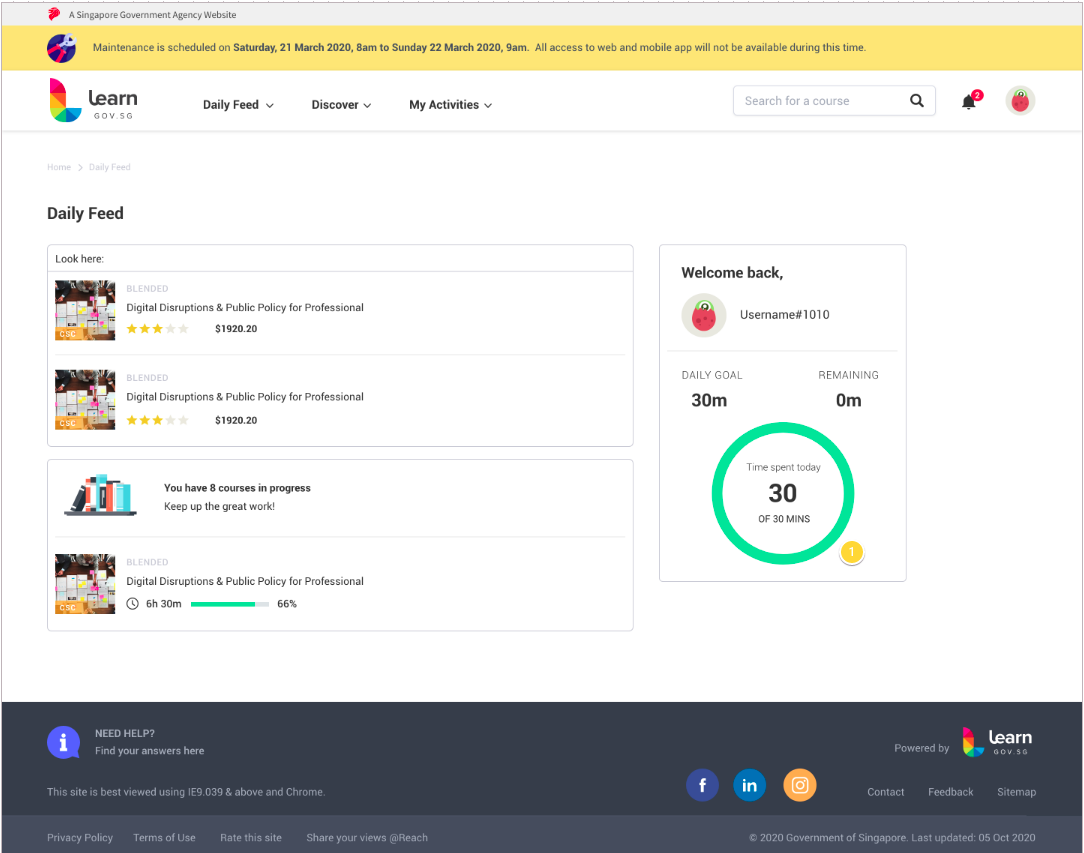 A Singapore Government Agency Website
Maintenance is scheduled on Saturday, 21 March 2020, 8am to Sunday 22 March 2020, 9am. All access to web and mobile app will not be available during this time.
Learn
GOV.SG
Daily Feed
Discover
My Activities
Search for a course
2
Home > Daily Feed
Daily Feed
Look here:
BLENDED
Digital Disruptions & Public Policy for Professional
CSC
$1920.20
BLENDED
Digital Disruptions & Public Policy for Professional
CSC
$1920.20
You have 8 courses in progress
Keep up the great work!
BLENDED
Digital Disruptions & Public Policy for Professional
CSC
6h 30m 66%
Welcome back,
Username#1010
DAILY GOAL REMAINING
30m 0m
Time spent today
30
OF 30 MINS
1
NEED HELP?
Find your answers here
Powered by Learn
GOV.SG
This site is best viewed using IE9.039 & above and Chrome.
f in
Contact Feedback Sitemap
Privacy Policy Terms of Use Rate this site Share your views @Reach
© 2020 Government of Singapore. Last updated: 05 Oct 2020